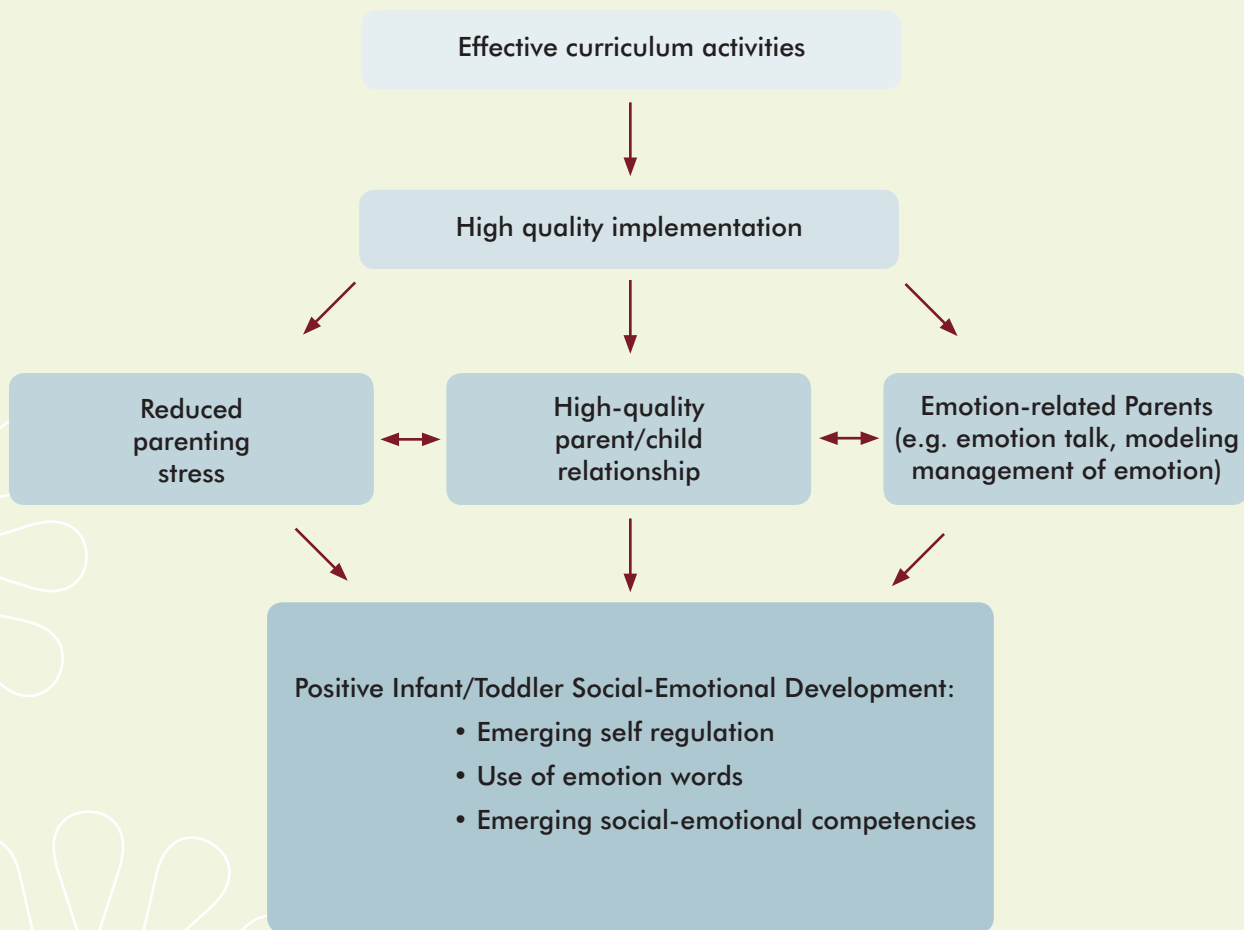 Effective curriculum activities
High quality implementation
Reduced
parenting
stress
High-quality
parent/child
relationship
Emotion-related Parents
(e.g. emotion talk, modeling
management of emotion)
Positive Infant/Toddler Social-Emotional Development:
• Emerging self regulation
• Use of emotion words
• Emerging social-emotional competencies